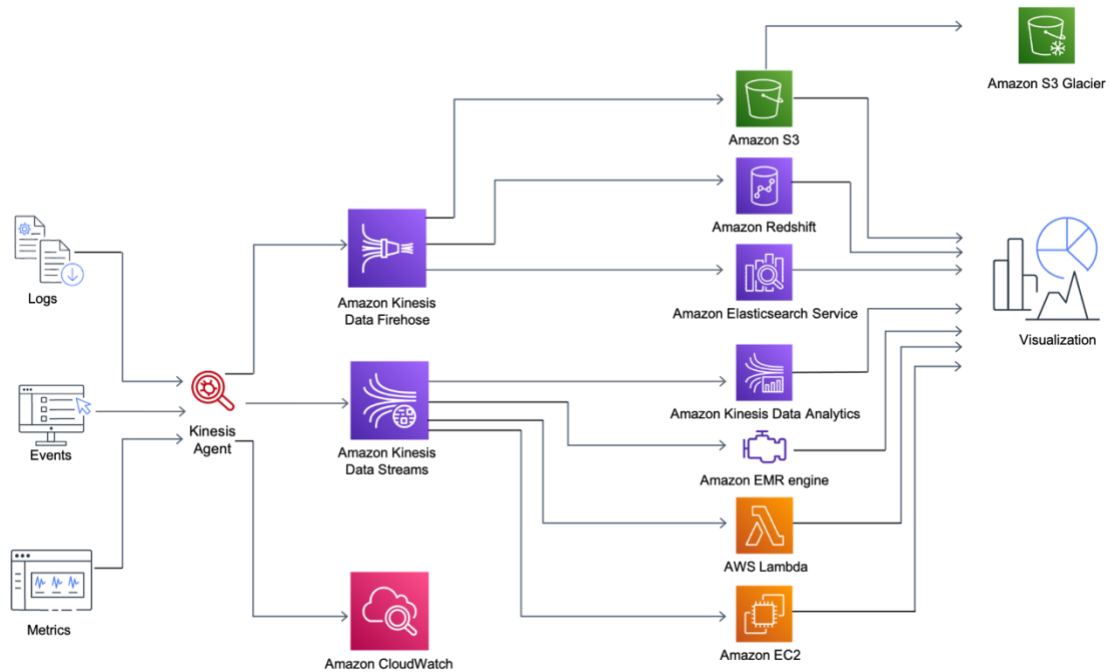 Amazon S3 Glacier
Amazon S3
Amazon Redshift
Logs
Amazon Kinesis
Data Firehose
Amazon Elasticsearch Service
Visualization
Events
Kinesis
Agent
Amazon Kinesis
Data Streams
Amazon Kinesis Data Analytics
Amazon EMR engine
AWS Lambda
Metrics
Amazon CloudWatch
Amazon EC2